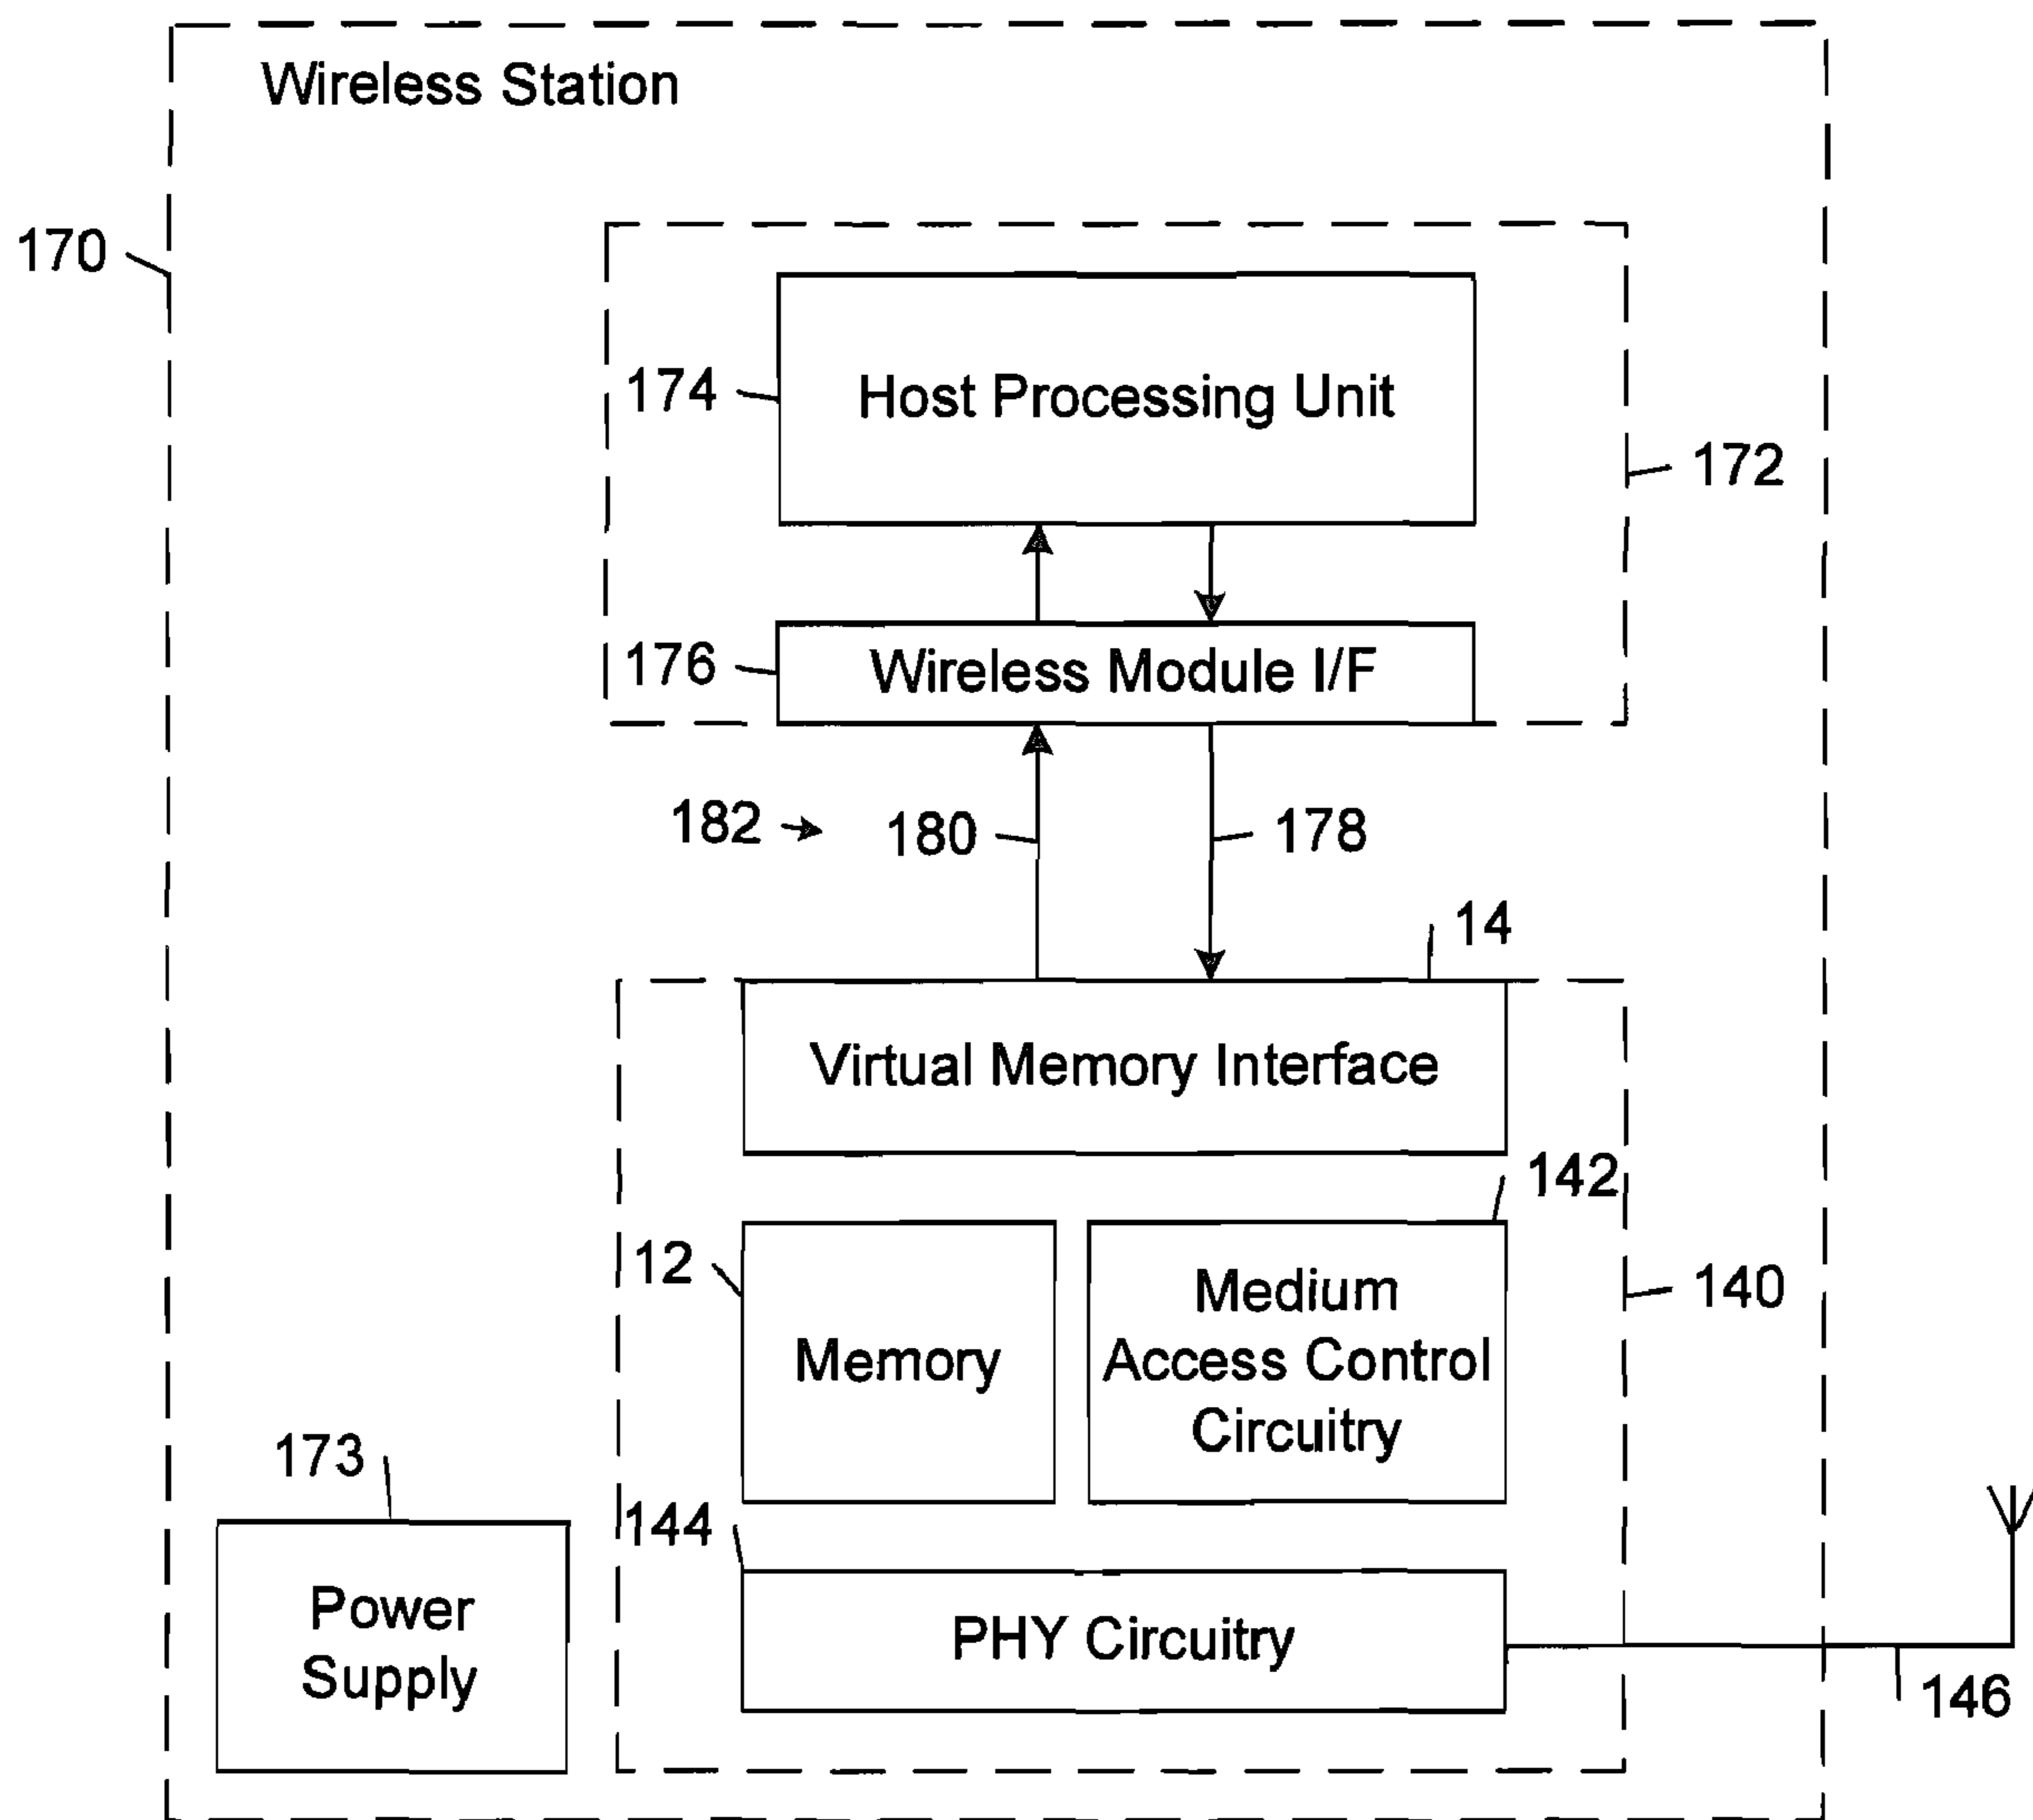 Wireless Station
170
174
Host Processing Unit
172
176
Wireless Module I/F
182
180
178
14
Virtual Memory Interface
142
12
Memory
Medium
Access Control
Circuitry
140
173
144
Power
Supply
PHY Circuitry
146